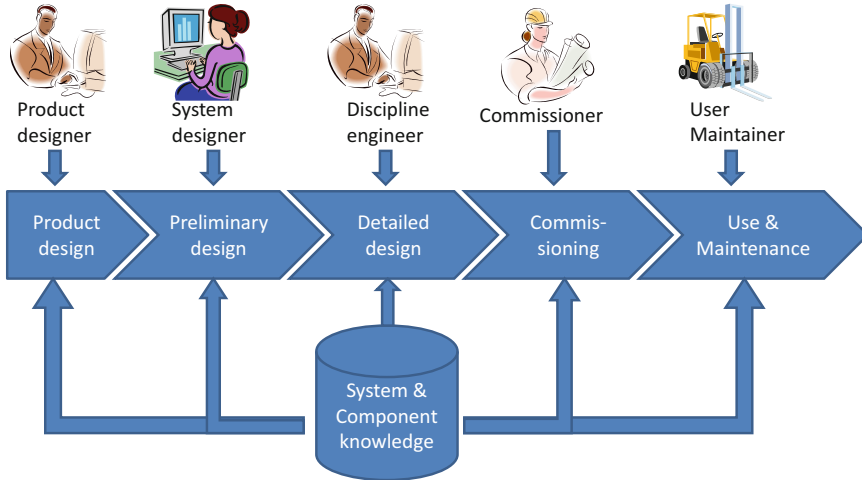 Product
designer
System
designer
Discipline
engineer
Commissioner
User
Maintainer
Product
design
Preliminary
design
Detailed
design
Commis-
sioning
Use &
Maintenance
System &
Component
knowledge